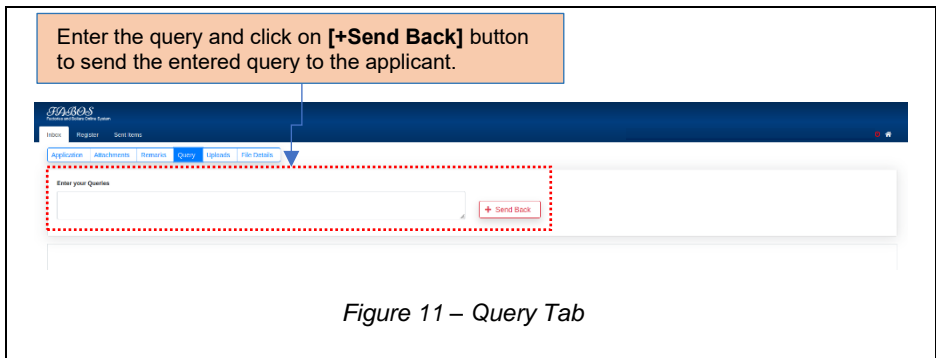 Enter the query and click on [+Send Back] button
to send the entered query to the applicant.
FABOS
Factories and Boilers Online System
Inbox Register Sent Items
Application Attachments Remarks Query Uploads File Details
Enter your Queries
+ Send Back
Figure 11 – Query Tab